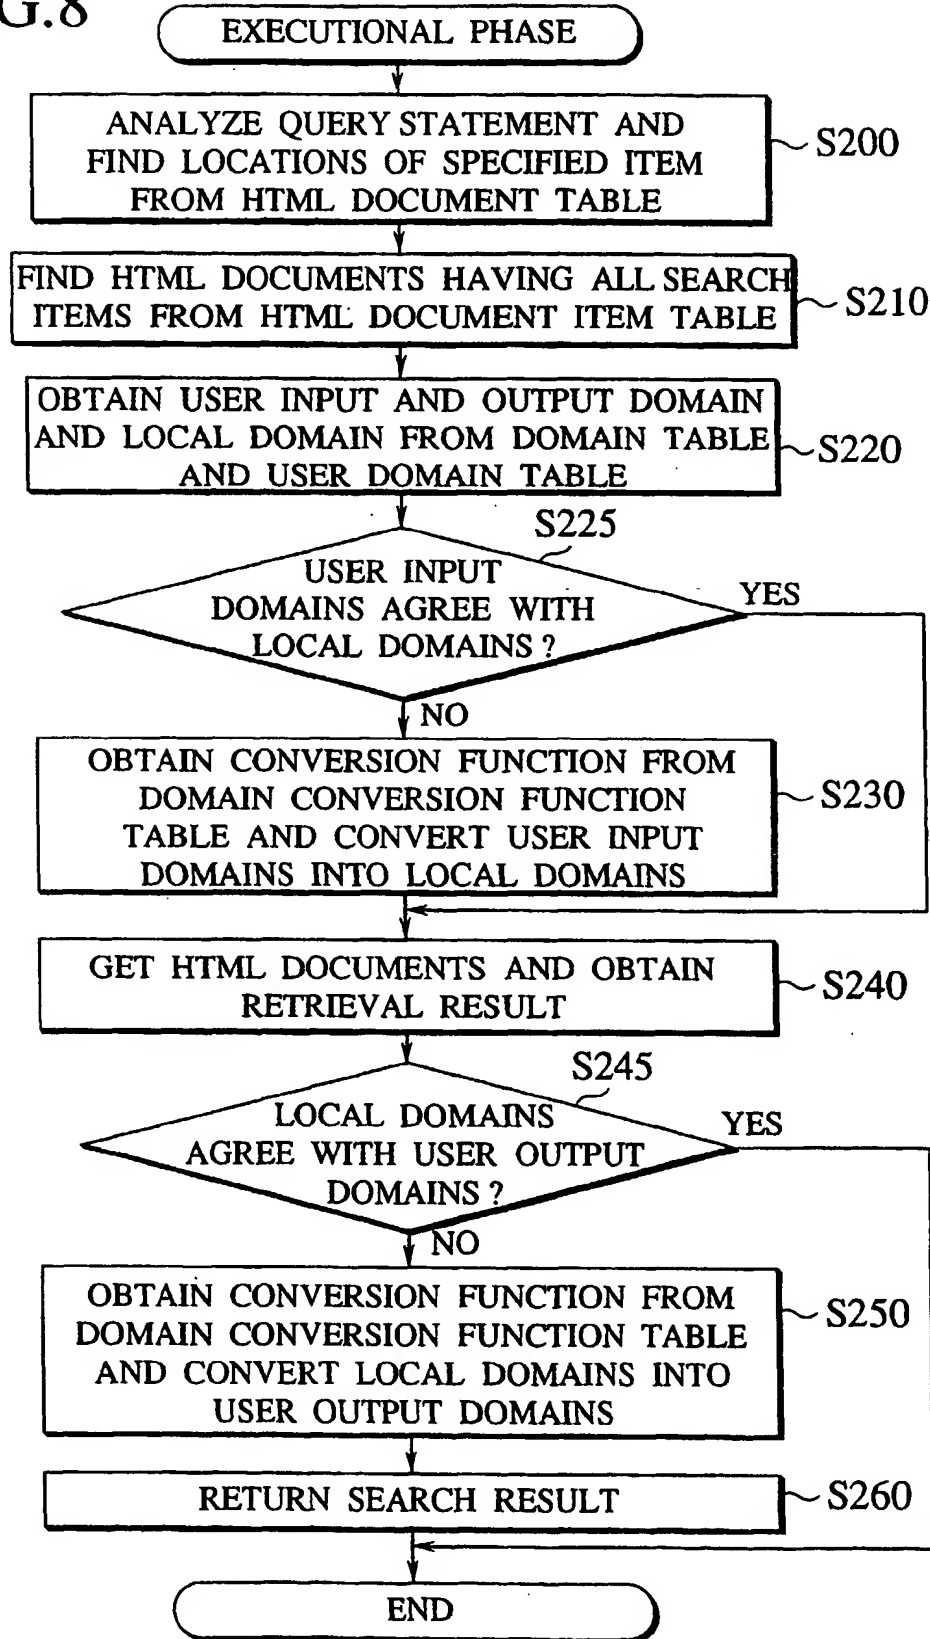 G.8
EXECUTIONAL PHASE
ANALYZE QUERY STATEMENT AND
FIND LOCATIONS OF SPECIFIED ITEM
FROM HTML DOCUMENT TABLE
S200
FIND HTML DOCUMENTS HAVING ALL SEARCH
ITEMS FROM HTML DOCUMENT ITEM TABLE
S210
OBTAIN USER INPUT AND OUTPUT DOMAIN
AND LOCAL DOMAIN FROM DOMAIN TABLE
AND USER DOMAIN TABLE
S220
S225
USER INPUT
DOMAINS AGREE WITH
LOCAL DOMAINS ?
YES
NO
OBTAIN CONVERSION FUNCTION FROM
DOMAIN CONVERSION FUNCTION
TABLE AND CONVERT USER INPUT
DOMAINS INTO LOCAL DOMAINS
S230
GET HTML DOCUMENTS AND OBTAIN
RETRIEVAL RESULT
S240
S245
LOCAL DOMAINS
AGREE WITH USER OUTPUT
DOMAINS ?
YES
NO
OBTAIN CONVERSION FUNCTION FROM
DOMAIN CONVERSION FUNCTION TABLE
AND CONVERT LOCAL DOMAINS INTO
USER OUTPUT DOMAINS
S250
RETURN SEARCH RESULT
S260
END